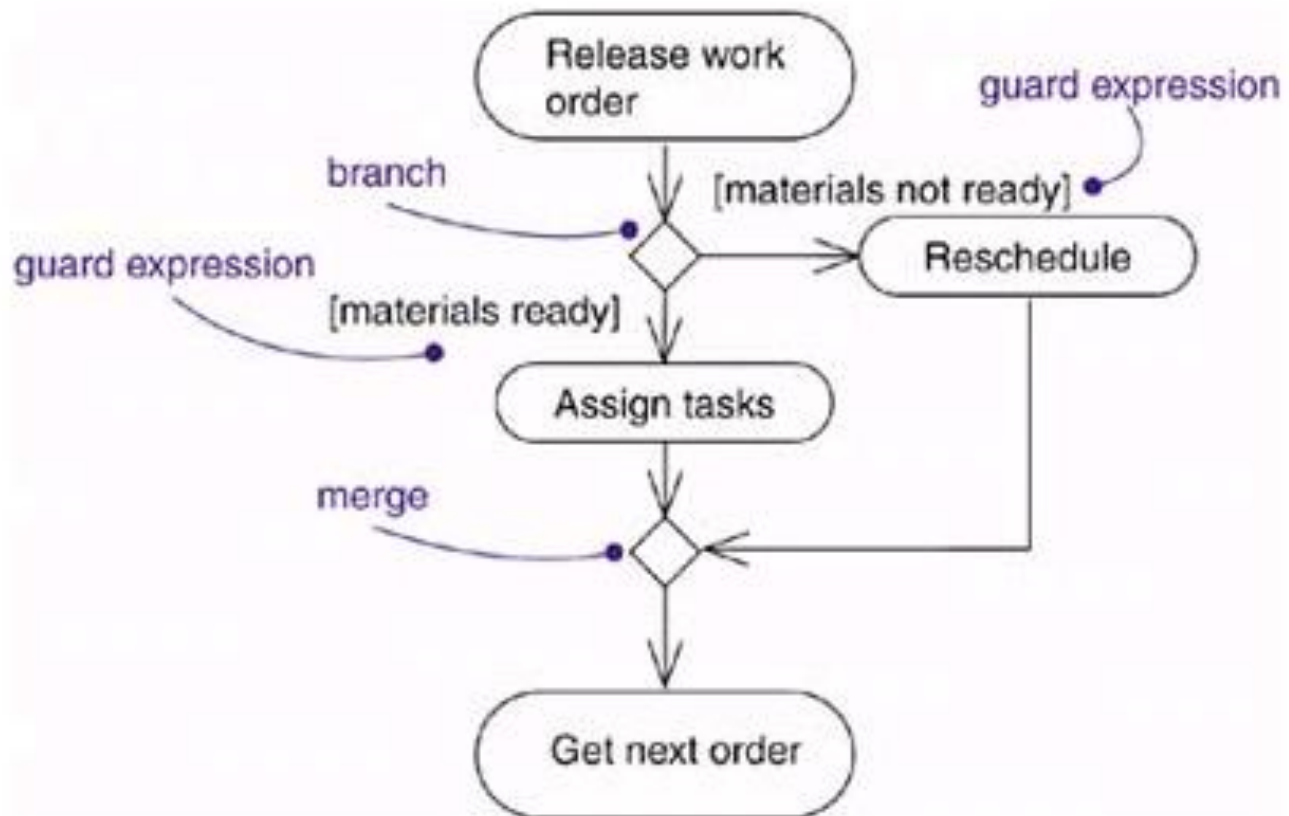 Release work
order
guard expression
branch
[materials not ready]
guard expression
Reschedule
[materials ready]
Assign tasks
merge
Get next order